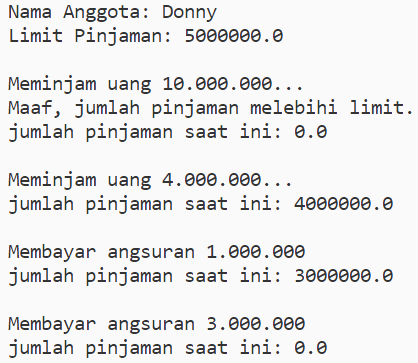 Nama Anggota: Donny
Limit Pinjaman: 5000000.0
Meminjam uang 10.000.000...
Maaf, jumlah pinjaman melebihi limit.
jumlah pinjaman saat ini: 0.0
Meminjam uang 4.000.000...
jumlah pinjaman saat ini: 4000000.0
Membayar angsuran 1.000.000
jumlah pinjaman saat ini: 3000000.0
Membayar angsuran 3.000.000
jumlah pinjaman saat ini: 0.0